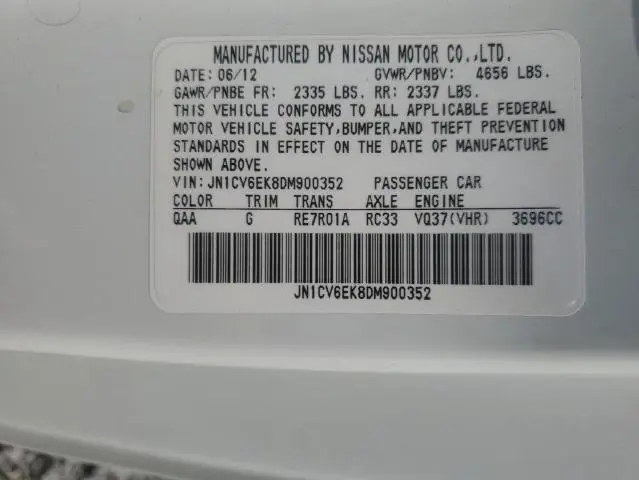 MANUFACTURED BY NISSAN MOTOR CO.,LTD.
DATE: 06/12 GVWR/PNBV: 4656 LBS.
GAWR/PNBE FR: 2335 LBS. RR: 2337 LBS.
THIS VEHICLE CONFORMS TO ALL APPLICABLE FEDERAL
MOTOR VEHICLE SAFETY,BUMPER,AND THEFT PREVENTION
STANDARDS IN EFFECT ON THE DATE OF MANUFACTURE
SHOWN ABOVE.
VIN:JN1CV6EK8DM900352 PASSENGER CAR
COLOR TRIM TRANS AXLE ENGINE
QAA G RE7R01A RC33 VQ37(VHR) 3696CC
JN1CV6EK8DM900352